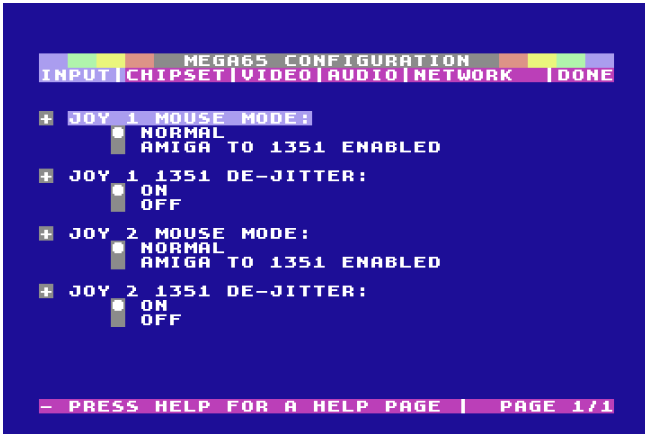 MEGA65 CONFIGURATION
INPUT|CHIPSET|VIDEO|AUDIO|NETWORK |DONE
+ JOY 1 MOUSE MODE:
NORMAL
AMIGA TO 1351 ENABLED
+ JOY 1 1351 DE-JITTER:
ON
OFF
+ JOY 2 MOUSE MODE:
NORMAL
AMIGA TO 1351 ENABLED
+ JOY 2 1351 DE-JITTER:
ON
OFF
- PRESS HELP FOR A HELP PAGE | PAGE 1/1